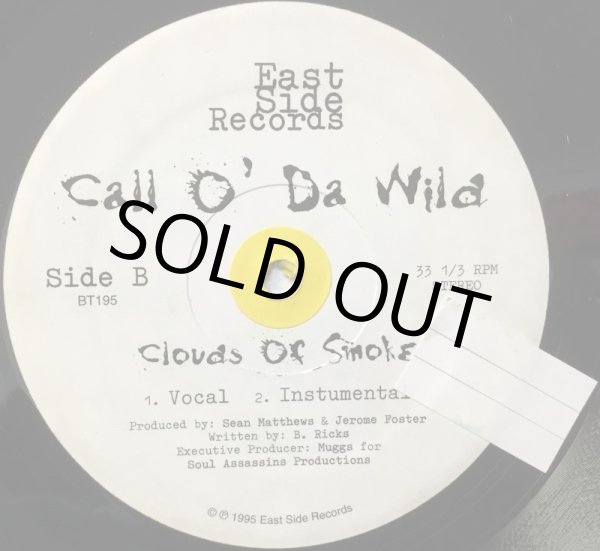 East
Side
Records
Call O' Da Wild
SOLD OUT
Side B
BT195
33 1/3 RPM
STEREO
Clouds Of Smoke
1. Vocal 2. Instumental
Produced by: Sean Matthews & Jerome Foster
Written by: B. Ricks
Executive Producer: Muggs for
Soul Assassins Productions
©℗ 1995 East Side Records